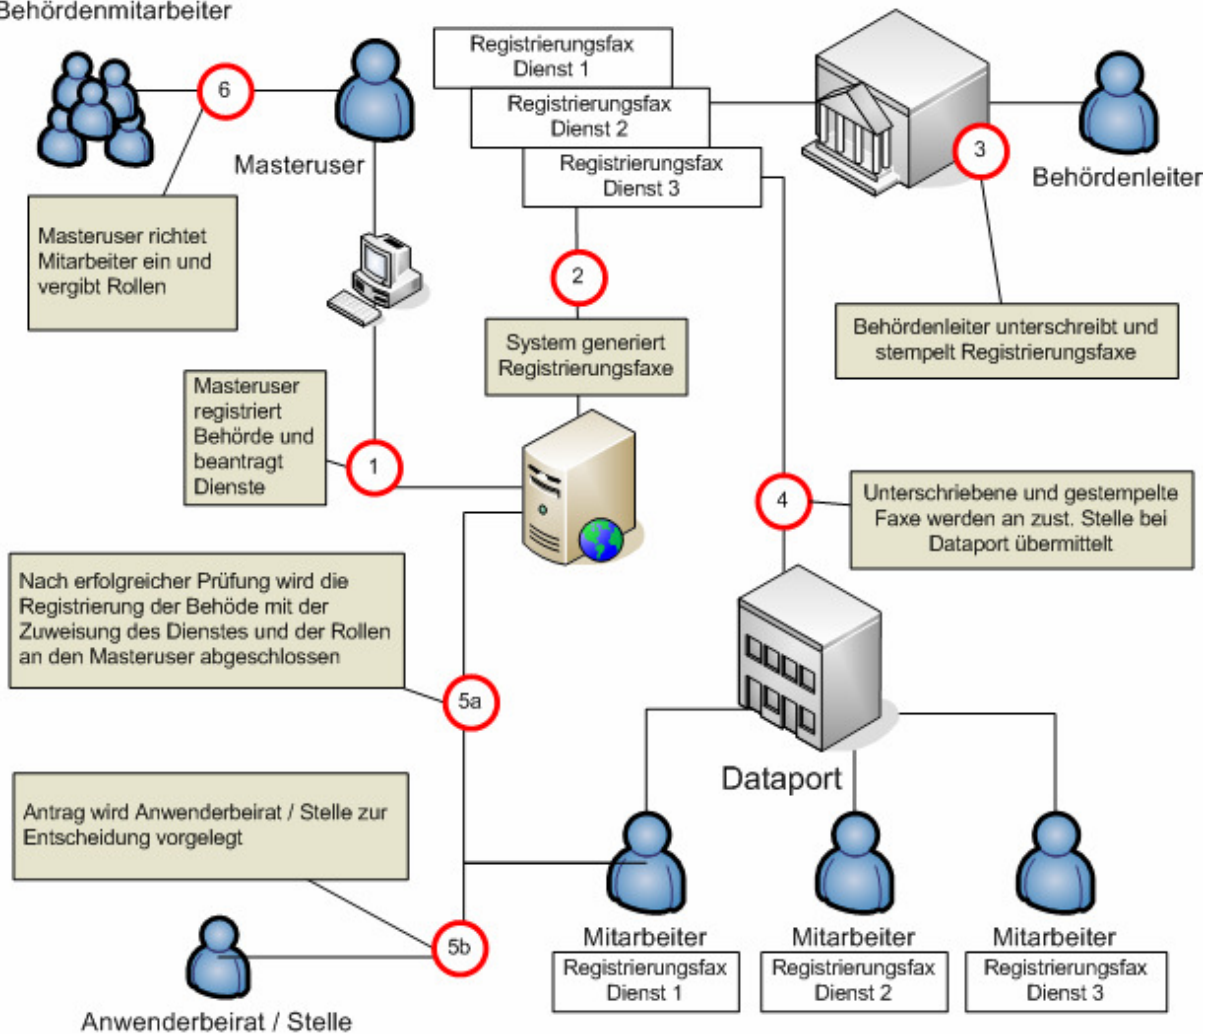 Behördenmitarbeiter
6
Masteruser
Masteruser richtet
Mitarbeiter ein und
vergibt Rollen
Registrierungsfax
Dienst 1
Registrierungsfax
Dienst 2
Registrierungsfax
Dienst 3
3
Behördenleiter
2
Behördenleiter unterschreibt und
stempelt Registrierungsfaxe
System generiert
Registrierungsfaxe
Masteruser
registriert
Behörde und
beantragt
Dienste
1
4
Unterschriebene und gestempelte
Faxe werden an zust. Stelle bei
Dataport übermittelt
Nach erfolgreicher Prüfung wird die
Registrierung der Behöde mit der
Zuweisung des Dienstes und der Rollen
an den Masteruser abgeschlossen
5a
Dataport
Antrag wird Anwenderbeirat / Stelle zur
Entscheidung vorgelegt
5b
Anwenderbeirat / Stelle
Mitarbeiter
Registrierungsfax
Dienst 1
Mitarbeiter
Registrierungsfax
Dienst 2
Mitarbeiter
Registrierungsfax
Dienst 3